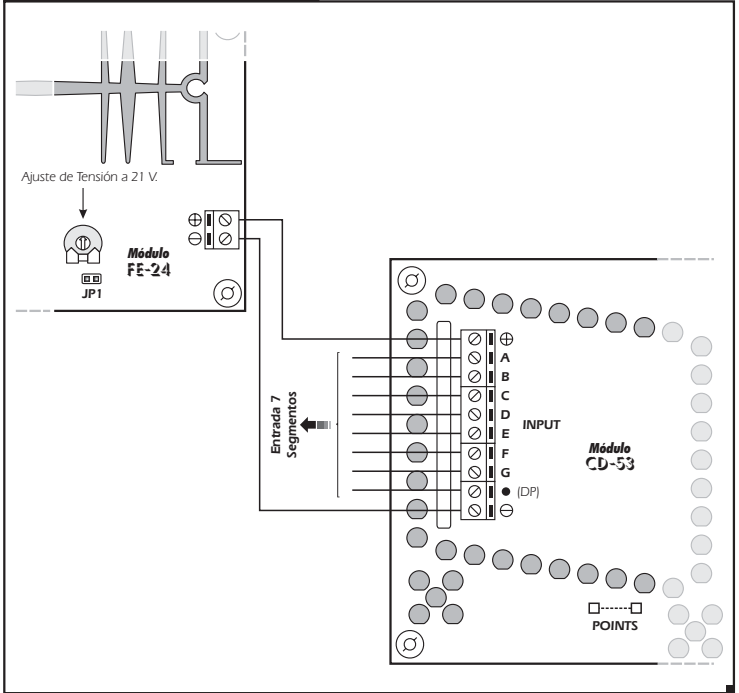 Ajuste de Tensión a 21 V.
⊕
⊖
Módulo
FE-24
JP1
Entrada 7
Segmentos
⊕
A
B
C
D
E
F
G
● (DP)
⊖
INPUT
Módulo
CD-53
POINTS